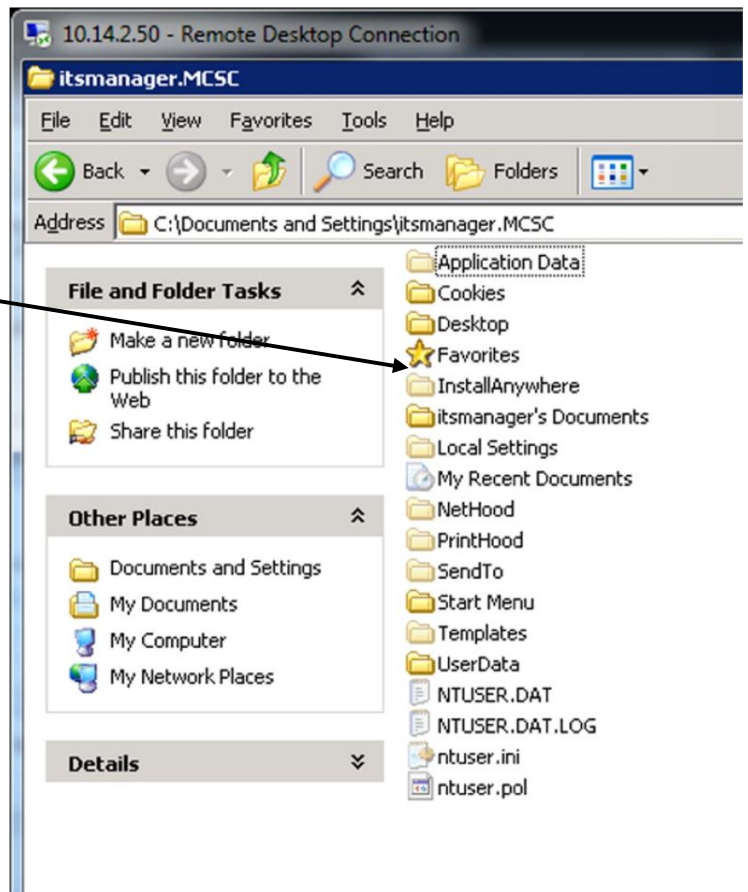 10.14.2.50 - Remote Desktop Connection
itsmanager.MCSC
File Edit View Favorites Tools Help
Back Search Folders
Address C:\Documents and Settings\itsmanager.MCSC
File and Folder Tasks
Make a new folder
Publish this folder to the
Web
Share this folder
Other Places
Documents and Settings
My Documents
My Computer
My Network Places
Details
Application Data
Cookies
Desktop
Favorites
InstallAnywhere
itsmanager's Documents
Local Settings
My Recent Documents
NetHood
PrintHood
SendTo
Start Menu
Templates
UserData
NTUSER.DAT
NTUSER.DAT.LOG
ntuser.ini
ntuser.pol